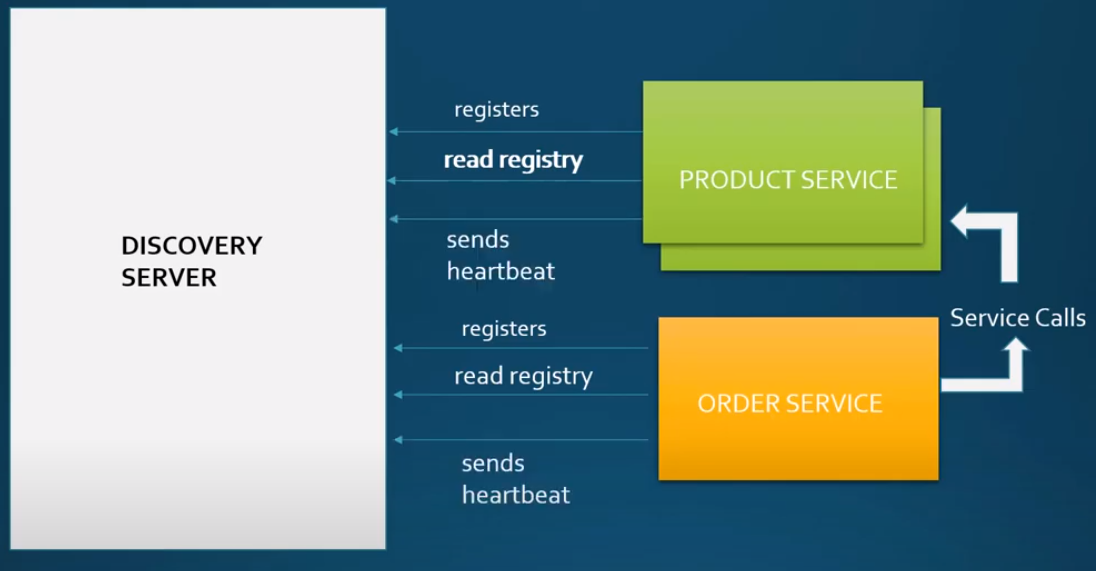 DISCOVERY
SERVER
registers
read registry
sends
heartbeat
PRODUCT SERVICE
registers
read registry
sends
heartbeat
ORDER SERVICE
Service Calls